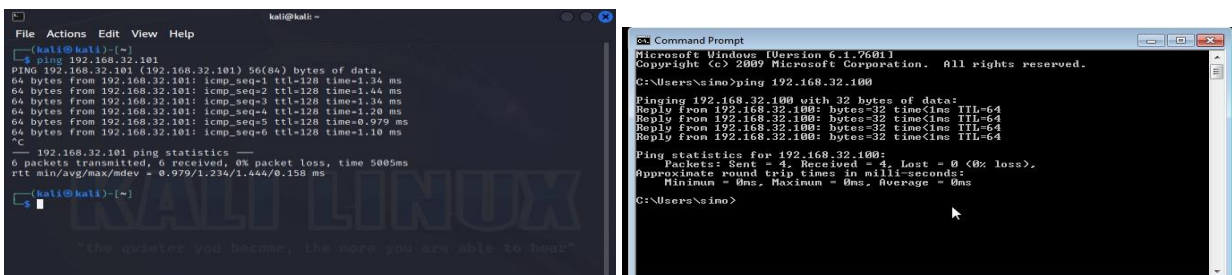 kali@kali: ~
File Actions Edit View Help
(kali㉿kali)-[~]
$ ping 192.168.32.101
PING 192.168.32.101 (192.168.32.101) 56(84) bytes of data.
64 bytes from 192.168.32.101: icmp_seq=1 ttl=128 time=1.34 ms
64 bytes from 192.168.32.101: icmp_seq=2 ttl=128 time=1.44 ms
64 bytes from 192.168.32.101: icmp_seq=3 ttl=128 time=1.34 ms
64 bytes from 192.168.32.101: icmp_seq=4 ttl=128 time=1.20 ms
64 bytes from 192.168.32.101: icmp_seq=5 ttl=128 time=0.979 ms
64 bytes from 192.168.32.101: icmp_seq=6 ttl=128 time=1.10 ms
^C
— 192.168.32.101 ping statistics —
6 packets transmitted, 6 received, 0% packet loss, time 5005ms
rtt min/avg/max/mdev = 0.979/1.234/1.444/0.158 ms
(kali㉿kali)-[~]
$
KALI LINUX
"the quieter you become, the more you are able to hear"
Command Prompt
Microsoft Windows [Version 6.1.7601]
Copyright (c) 2009 Microsoft Corporation. All rights reserved.
C:\Users\simo>ping 192.168.32.100
Pinging 192.168.32.100 with 32 bytes of data:
Reply from 192.168.32.100: bytes=32 time<1ms TTL=64
Reply from 192.168.32.100: bytes=32 time<1ms TTL=64
Reply from 192.168.32.100: bytes=32 time<1ms TTL=64
Reply from 192.168.32.100: bytes=32 time<1ms TTL=64
Ping statistics for 192.168.32.100:
Packets: Sent = 4, Received = 4, Lost = 0 (0% loss),
Approximate round trip times in milli-seconds:
Minimum = 0ms, Maximum = 0ms, Average = 0ms
C:\Users\simo>